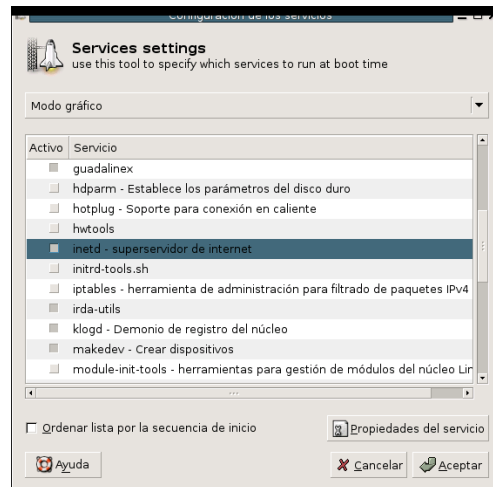 Configuración de los servicios
Services settings
use this tool to specify which services to run at boot time
Modo gráfico
Activo Servicio
guadalinex
hdparm - Establece los parámetros del disco duro
hotplug - Soporte para conexión en caliente
hwtools
inetd - superservidor de internet
initrd-tools.sh
iptables - herramienta de administración para filtrado de paquetes IPv4
irda-utils
klogd - Demonio de registro del núcleo
makedev - Crear dispositivos
module-init-tools - herramientas para gestión de módulos del núcleo Lin
Ordenar lista por la secuencia de inicio
Propiedades del servicio
Ayuda
Cancelar
Aceptar